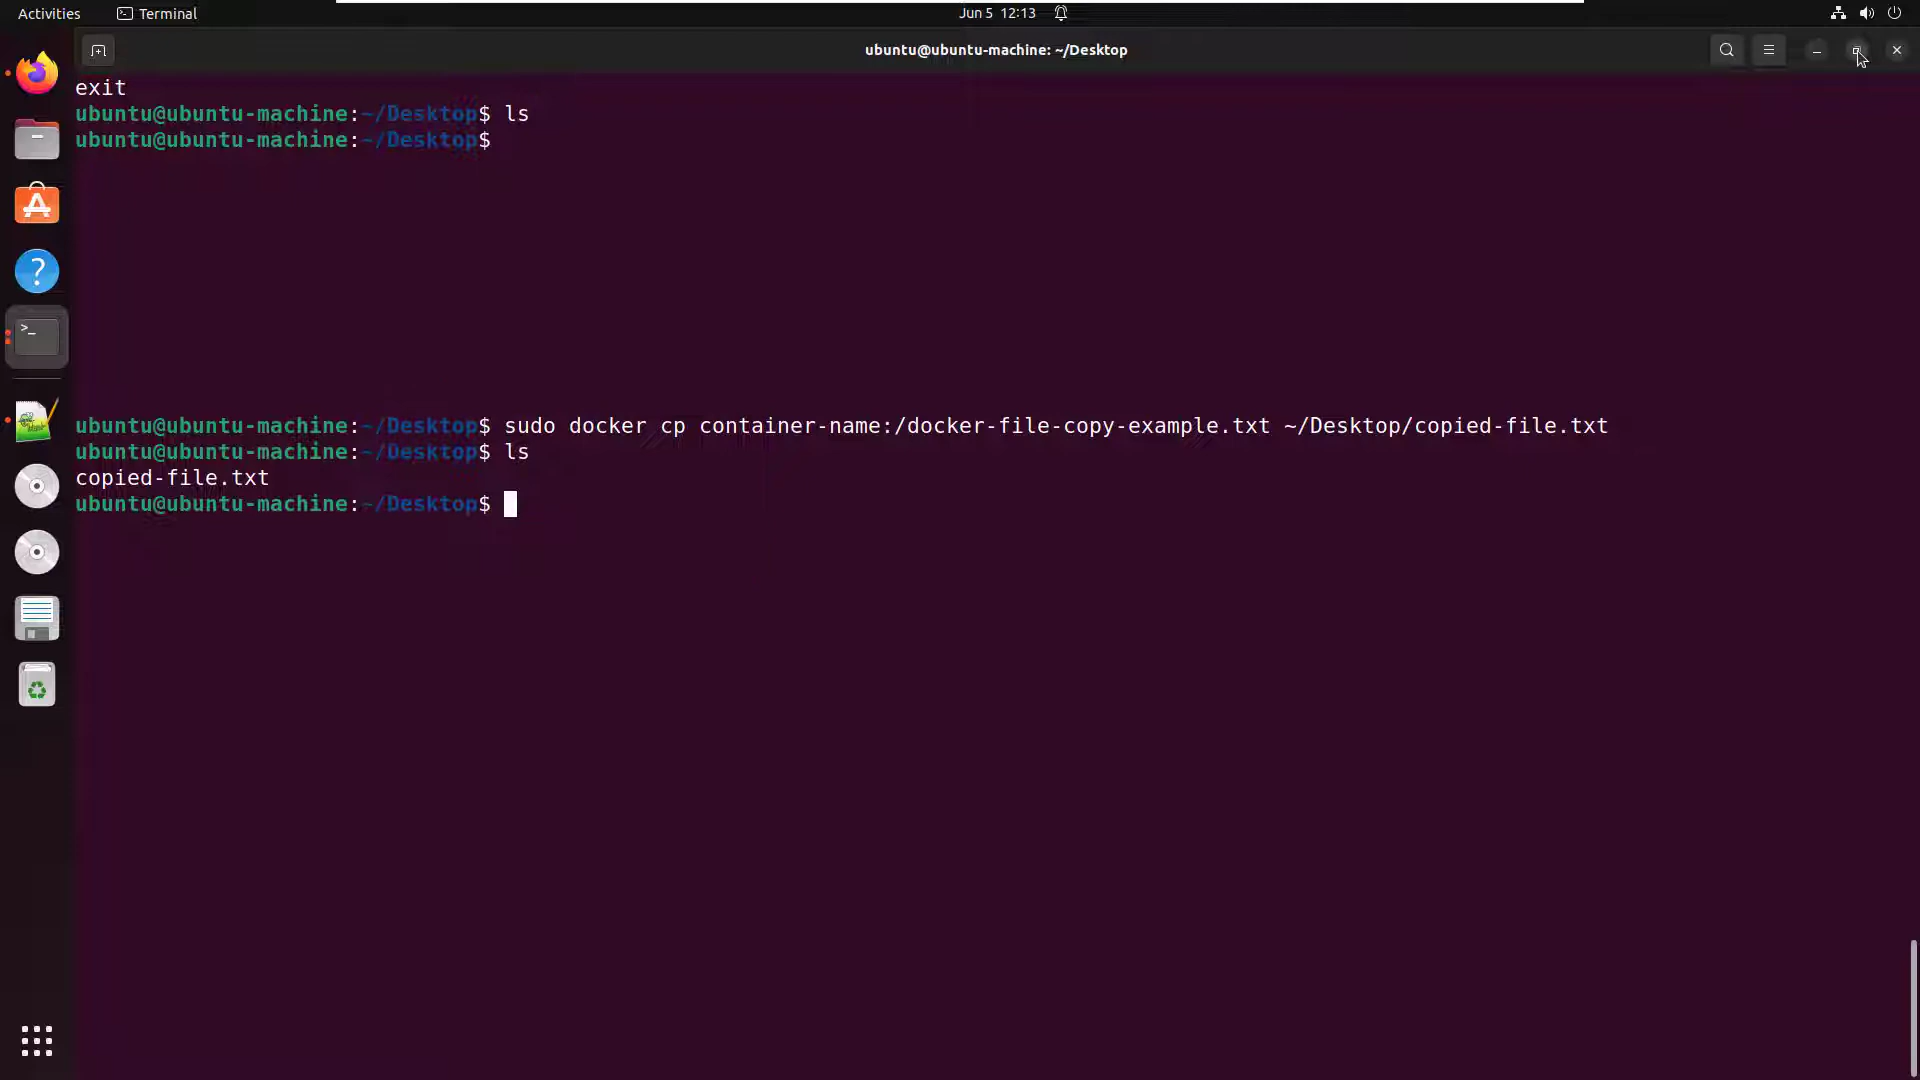 Activities Terminal Jun 5 12:13
ubuntu@ubuntu-machine: ~/Desktop
exit
ubuntu@ubuntu-machine:~/Desktop$ ls
ubuntu@ubuntu-machine:~/Desktop$
ubuntu@ubuntu-machine:~/Desktop$ sudo docker cp container-name:/docker-file-copy-example.txt ~/Desktop/copied-file.txt
ubuntu@ubuntu-machine:~/Desktop$ ls
copied-file.txt
ubuntu@ubuntu-machine:~/Desktop$